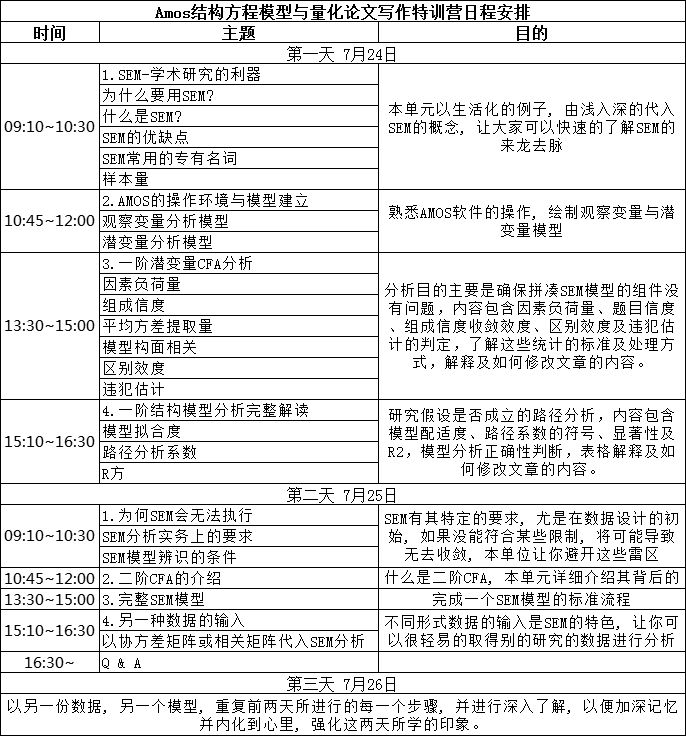 Amos结构方程模型与量化论文写作特训营日程安排
时间 主题 目的
第一天 7月24日
09:10~10:30
1.SEM-学术研究的利器
为什么要用SEM?
什么是SEM?
SEM的优缺点
SEM常用的专有名词
样本量
本单元以生活化的例子, 由浅入深的代入
SEM的概念, 让大家可以快速的了解SEM的
来龙去脉
10:45~12:00
2.AMOS的操作环境与模型建立
观察变量分析模型
潜变量分析模型
熟悉AMOS软件的操作, 绘制观察变量与潜
变量模型
13:30~15:00
3.一阶潜变量CFA分析
因素负荷量
组成信度
平均方差提取量
模型构面相关
区别效度
违犯估计
分析目的主要是确保拼凑SEM模型的组件没
有问题，内容包含因素负荷量、题目信度
、组成信度收敛效度、区别效度及违犯估
计的判定，了解这些统计的标准及处理方
式，解释及如何修改文章的内容。
15:10~16:30
4.一阶结构模型分析完整解读
模型拟合度
路径分析系数
R方
研究假设是否成立的路径分析，内容包含
模型配适度、路径系数的符号、显著性及
R2，模型分析正确性判断，表格解释及如
何修改文章的内容。
第二天 7月25日
09:10~10:30
1.为何SEM会无法执行
SEM分析实务上的要求
SEM模型辨识的条件
SEM有其特定的要求, 尤是在数据设计的初
始, 如果没能符合某些限制, 将可能导致
无去收敛, 本单位让你避开这些雷区
10:45~12:00 2.二阶CFA的介绍 什么是二阶CFA, 本单元详细介绍其背后的
13:30~15:00 3.完整SEM模型 完成一个SEM模型的标准流程
15:10~16:30
4.另一种数据的输入
以协方差矩阵或相关矩阵代入SEM分析
不同形式数据的输入是SEM的特色, 让你可
以很轻易的取得别的研究的数据进行分析
16:30~ Q & A
第三天 7月26日
以另一份数据, 另一个模型, 重复前两天所进行的每一个步骤, 并进行深入了解, 以便加深记忆
并内化到心里, 强化这两天所学的印象。